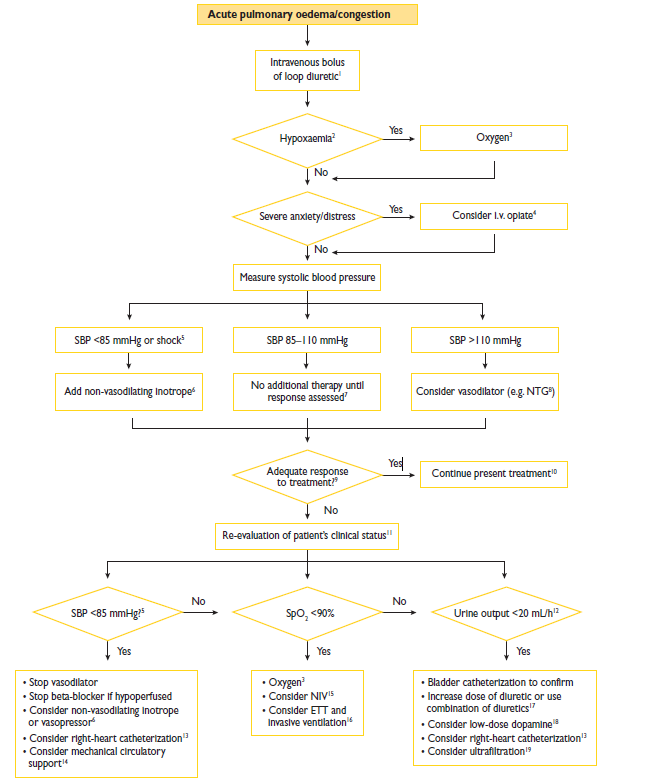 Acute pulmonary oedema/congestion
Intravenous bolus
of loop diuretic¹
Hypoxaemia²
Yes
Oxygen³
No
Severe anxiety/distress
Yes
Consider i.v. opiate⁴
No
Measure systolic blood pressure
SBP <85 mmHg or shock⁵
SBP 85–110 mmHg
SBP >110 mmHg
Add non-vasodilating inotrope⁶
No additional therapy until
response assessed⁷
Consider vasodilator (e.g. NTG⁸)
Adequate response
to treatment?⁹
Yes
Continue present treatment¹⁰
No
Re-evaluation of patient's clinical status¹¹
SBP <85 mmHg?⁵
No
SpO₂ <90%
No
Urine output <20 mL/h¹²
Yes
Yes
Yes
• Stop vasodilator
• Stop beta-blocker if hypoperfused
• Consider non-vasodilating inotrope
or vasopressor⁶
• Consider right-heart catheterization¹³
• Consider mechanical circulatory
support¹⁴
• Oxygen³
• Consider NIV¹⁵
• Consider ETT and
invasive ventilation¹⁶
• Bladder catheterization to confirm
• Increase dose of diuretic or use
combination of diuretics¹⁷
• Consider low-dose dopamine¹⁸
• Consider right-heart catheterization¹³
• Consider ultrafiltration¹⁹